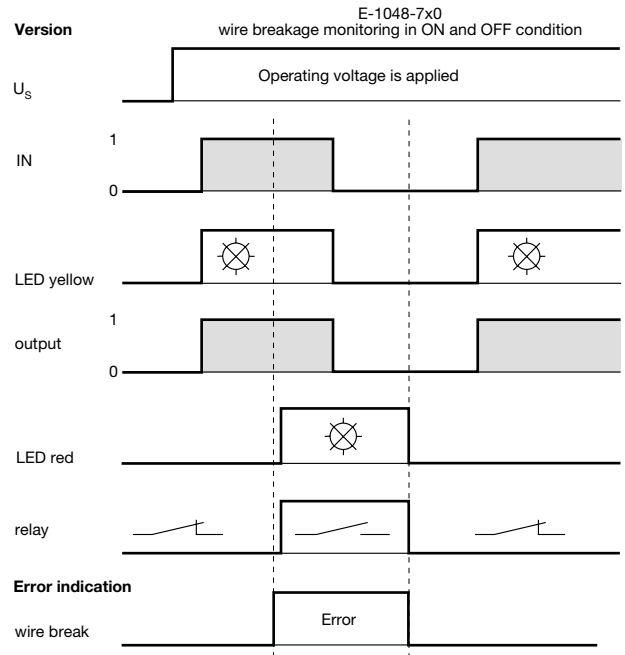 E-1048-7x0
Version wire breakage monitoring in ON and OFF condition
Operating voltage is applied
US
1
IN
0
LED yellow
1
output
0
LED red
relay
Error indication
Error
wire break